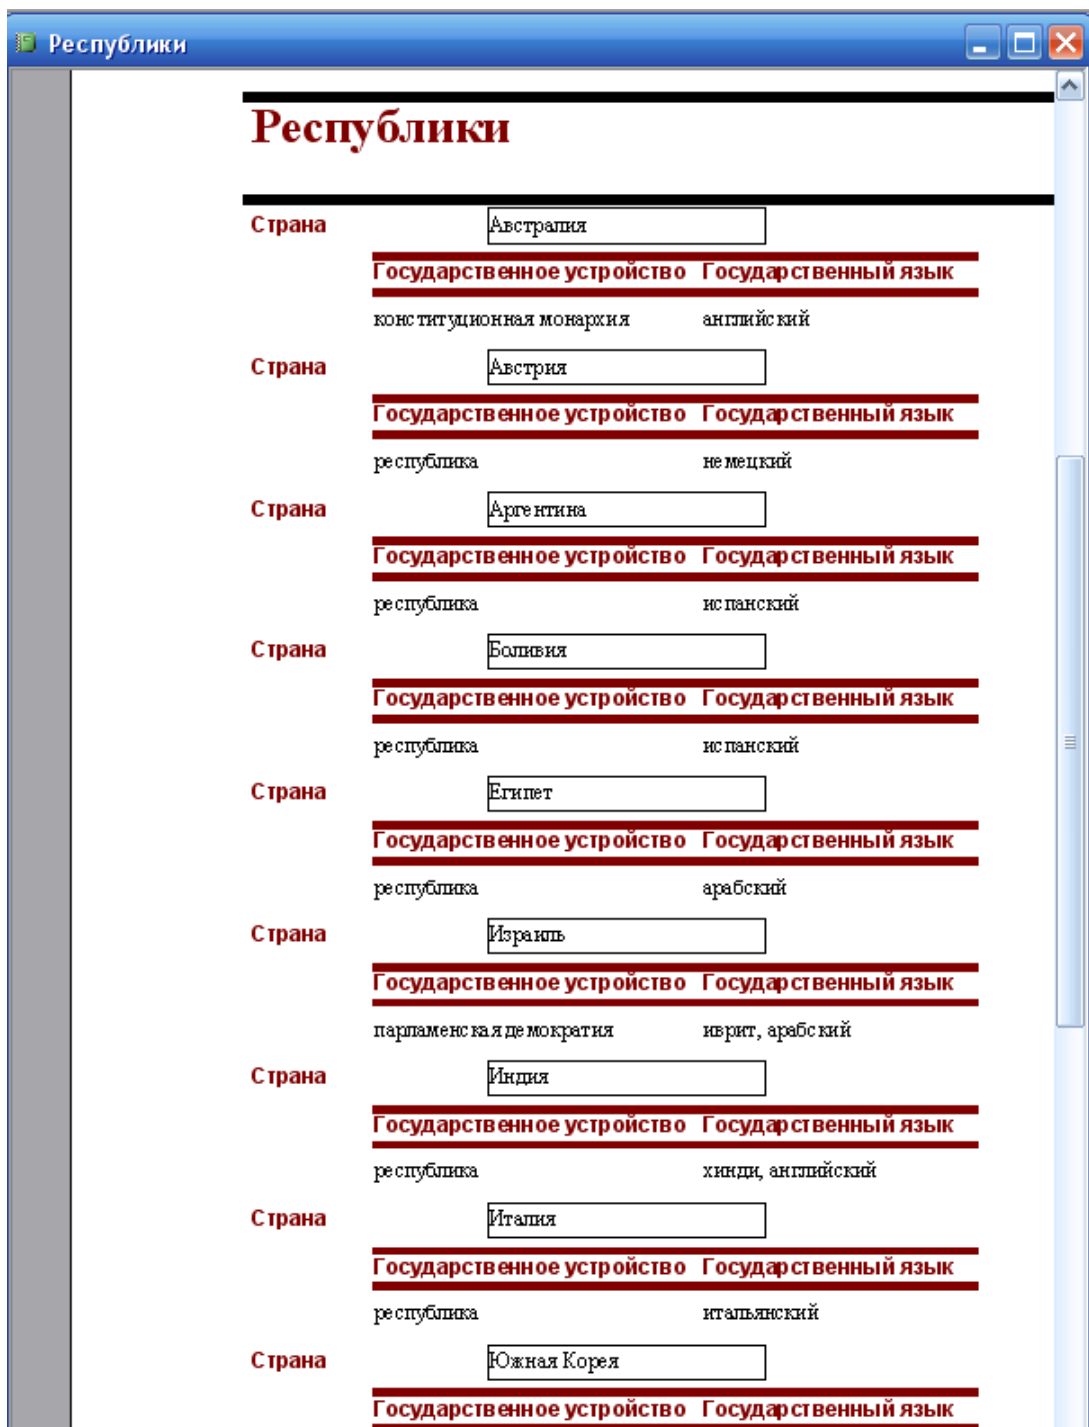 Республики
Республики
Страна Австралия
Государственное устройство Государственный язык
конституционная монархия английский
Страна Австрия
Государственное устройство Государственный язык
республика немецкий
Страна Аргентина
Государственное устройство Государственный язык
республика испанский
Страна Боливия
Государственное устройство Государственный язык
республика испанский
Страна Египет
Государственное устройство Государственный язык
республика арабский
Страна Израиль
Государственное устройство Государственный язык
парламенская демократия иврит, арабский
Страна Индия
Государственное устройство Государственный язык
республика хинди, английский
Страна Италия
Государственное устройство Государственный язык
республика итальянский
Страна Южная Корея
Государственное устройство Государственный язык